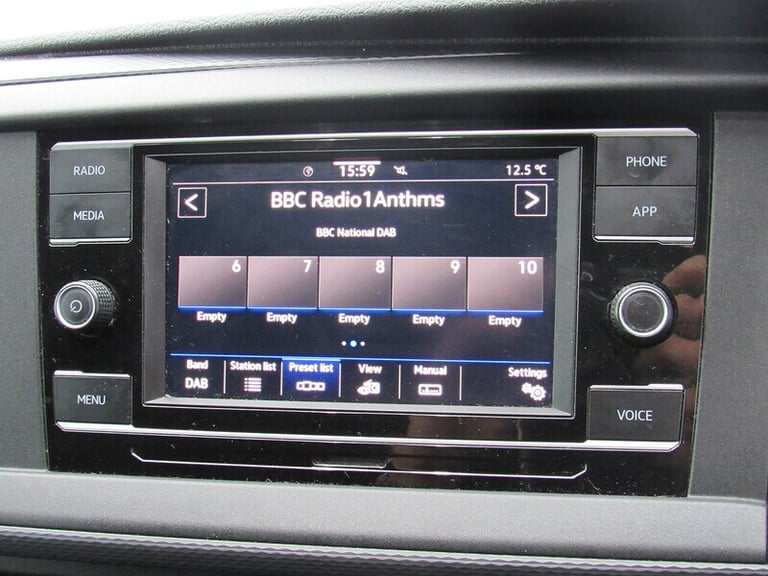 RADIO
MEDIA
MENU
15:59
12.5 °C
<
BBC Radio1Anthms
>
BBC National DAB
6 7 8 9 10
Empty Empty Empty Empty Empty
Band Station list Preset list View Manual Settings
DAB
PHONE
APP
VOICE